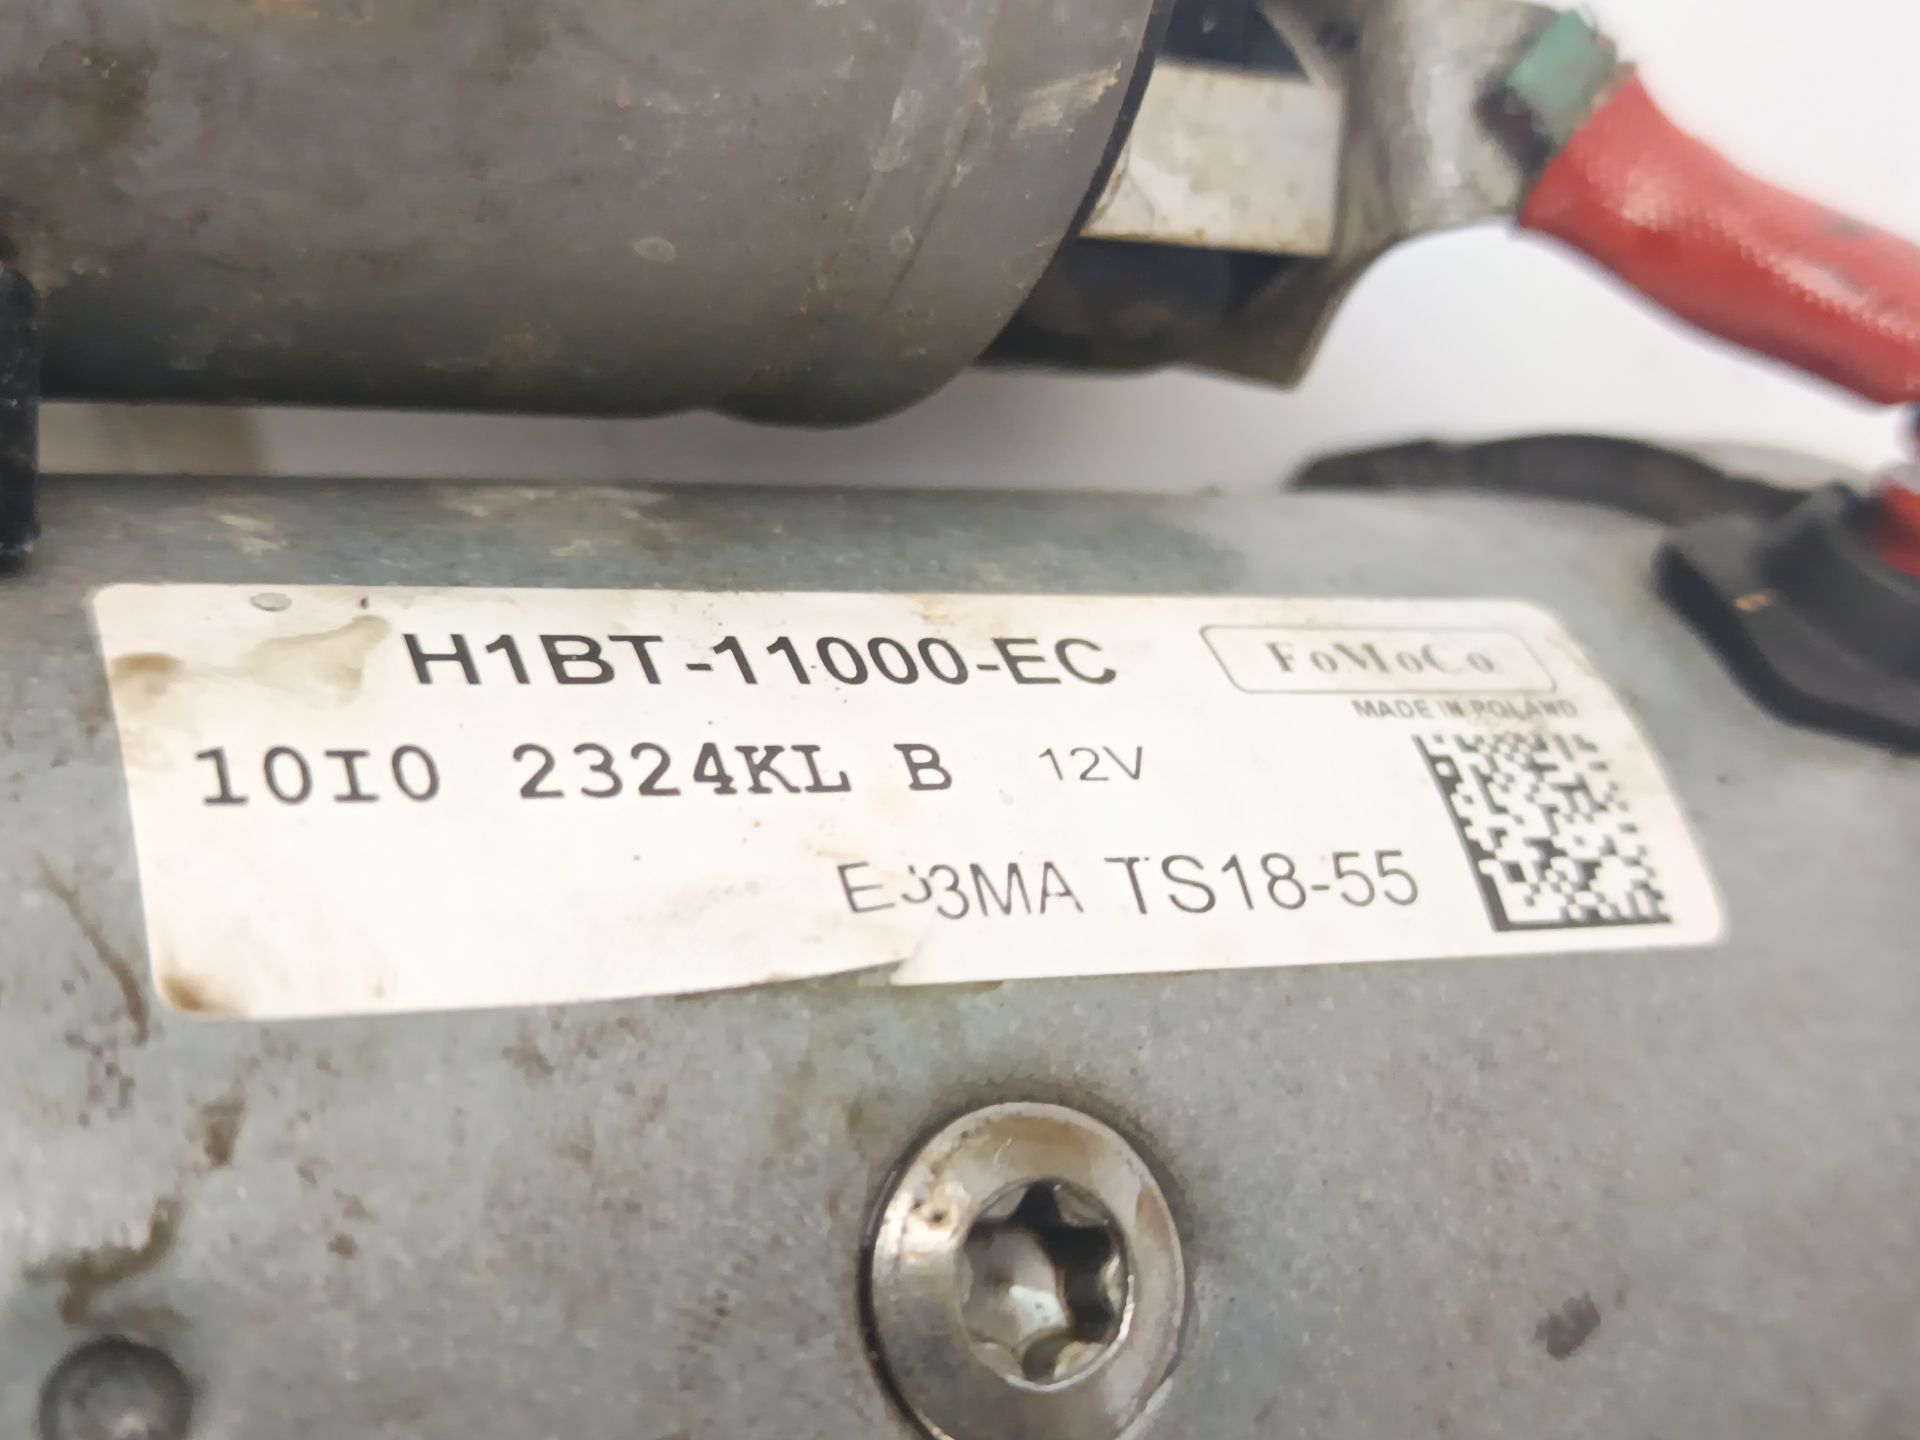 H1BT-11000-EC
FoMoCo
MADE IN POLAND
10I0 2324KL B 12V
TS18-55